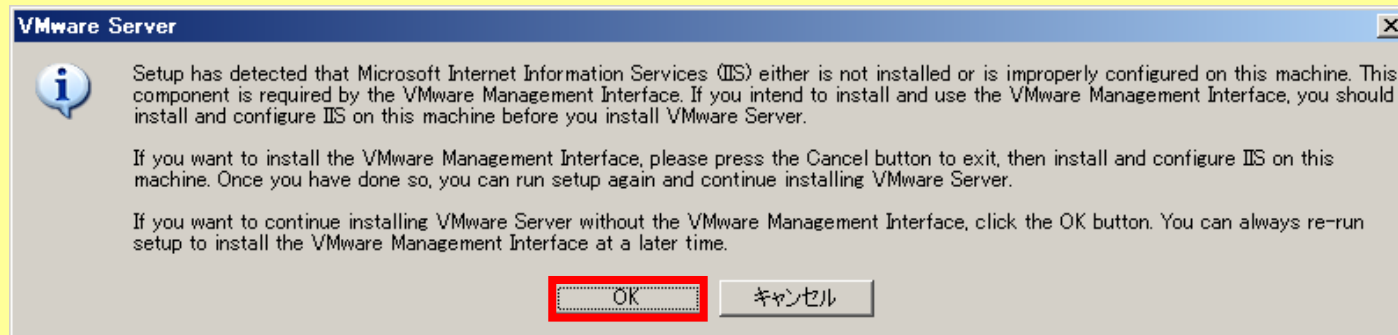 VMware Server
Setup has detected that Microsoft Internet Information Services (IIS) either is not installed or is improperly configured on this machine. This
component is required by the VMware Management Interface. If you intend to install and use the VMware Management Interface, you should
install and configure IIS on this machine before you install VMware Server.
If you want to install the VMware Management Interface, please press the Cancel button to exit, then install and configure IIS on this
machine. Once you have done so, you can run setup again and continue installing VMware Server.
If you want to continue installing VMware Server without the VMware Management Interface, click the OK button. You can always re-run
setup to install the VMware Management Interface at a later time.
OK キャンセル